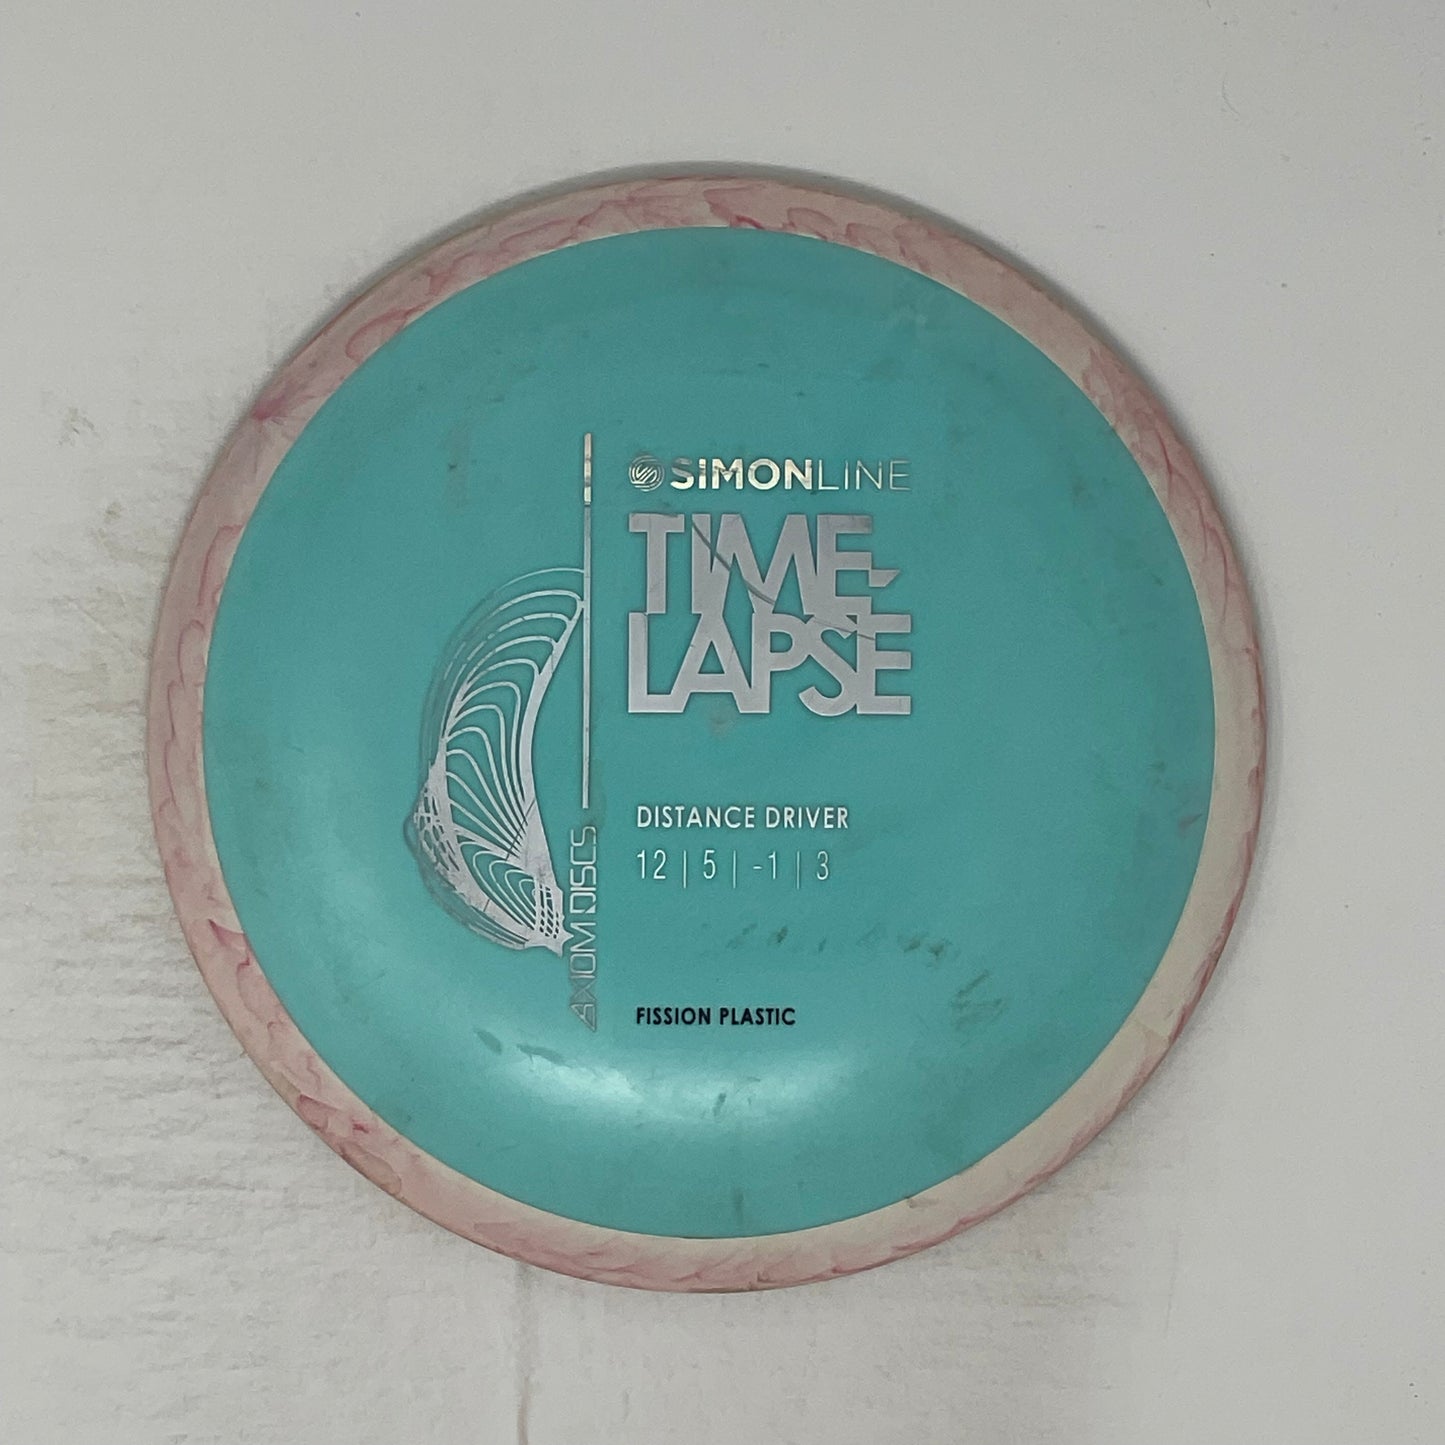 SiMONLINE
TIME-
LAPSE
DISTANCE DRIVER
12 | 5 | -1 | 3
FISSION PLASTIC
AXIOM DISCS